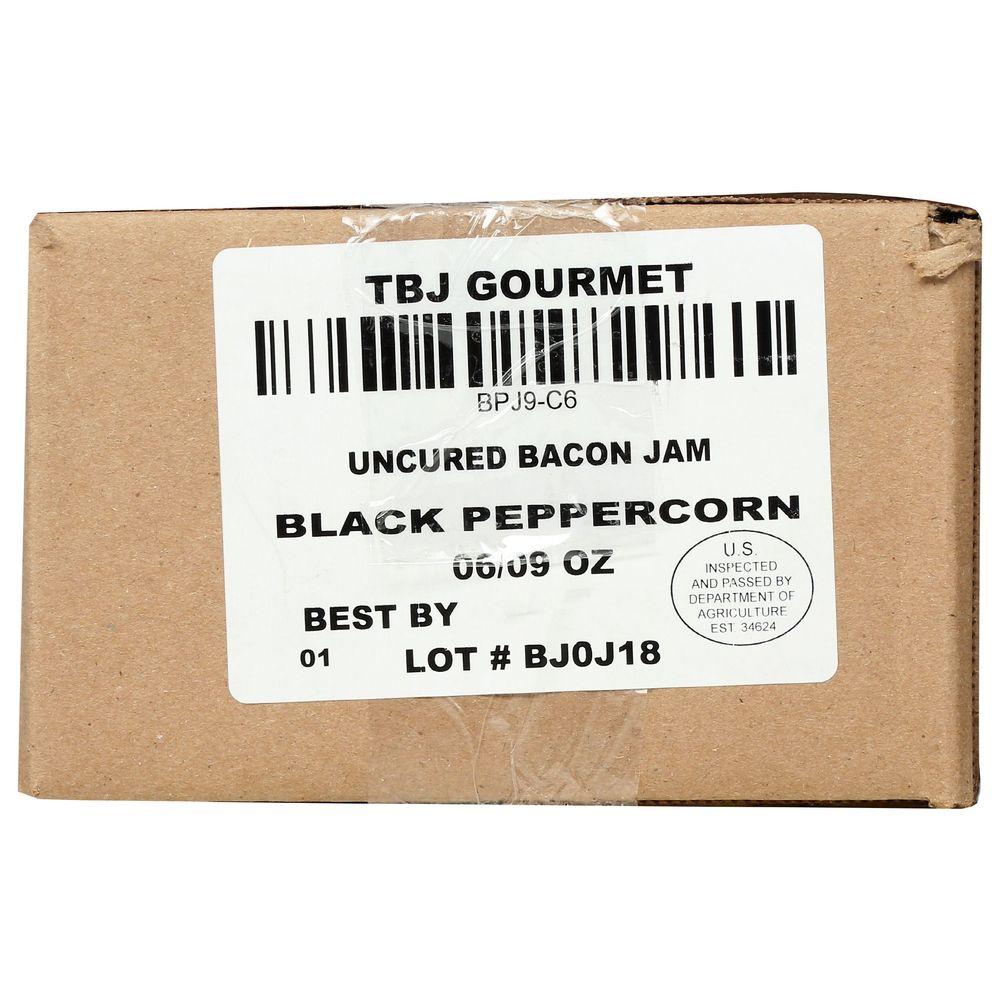 TBJ GOURMET
BPJ9-C6
UNCURED BACON JAM
BLACK PEPPERCORN
06/09 OZ
U.S.
INSPECTED
AND PASSED BY
DEPARTMENT OF
AGRICULTURE
EST 34624
BEST BY
01 LOT # BJ0J18